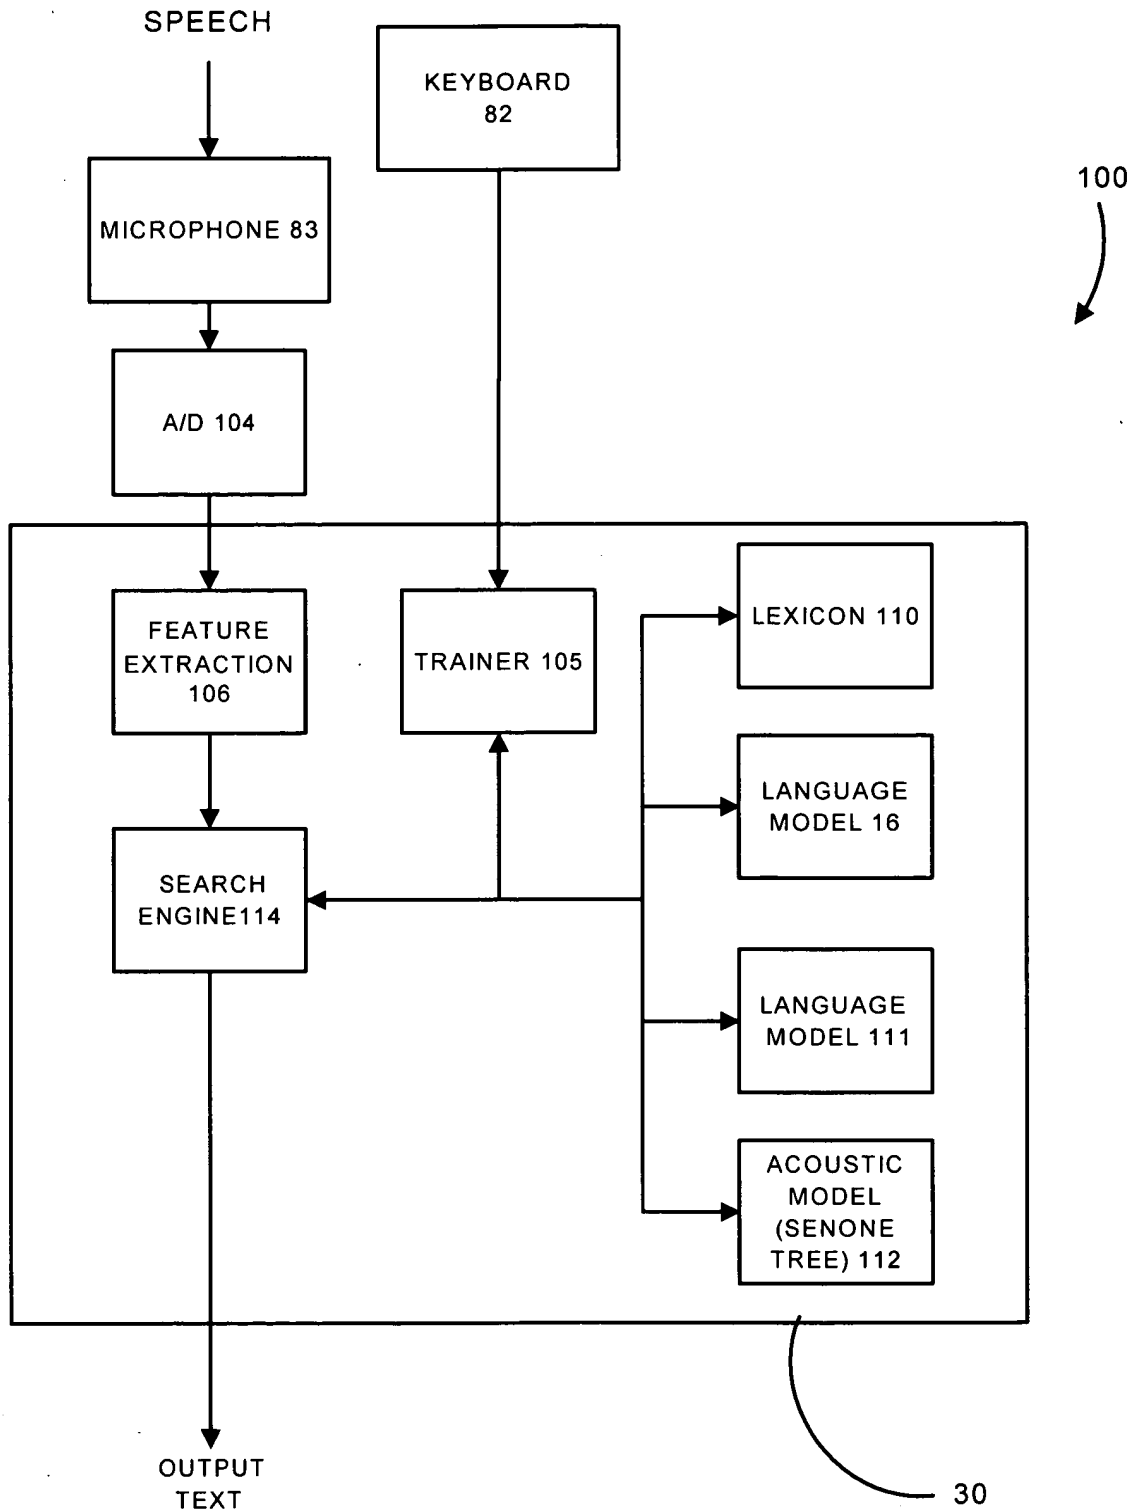 SPEECH
KEYBOARD
82
100
MICROPHONE 83
A/D 104
FEATURE
EXTRACTION
106
TRAINER 105
LEXICON 110
LANGUAGE
MODEL 16
SEARCH
ENGINE114
LANGUAGE
MODEL 111
ACOUSTIC
MODEL
(SENONE
TREE) 112
OUTPUT
TEXT
30